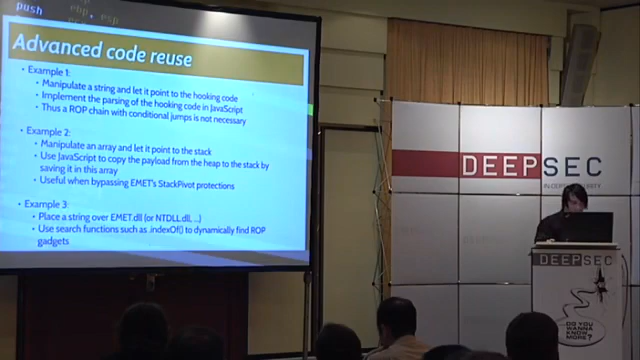 push ebp, esp
Advanced code reuse
Example 1:
Manipulate a string and let it point to the hooking code
Implement the parsing of the hooking code in JavaScript
Thus a ROP chain with conditional jumps is not necessary
Example 2:
Manipulate an array and let it point to the stack
Use JavaScript to copy the payload from the heap to the stack by
saving it in this array
Useful when bypassing EMET's StackPivot protections
Example 3:
Place a string over EMET.dll (or NTDLL.dll, ...)
Use search functions such as .indexOf() to dynamically find ROP
gadgets
DEEPSEC
DEEPSEC
DO YOU
WANNA
KNOW
MORE?